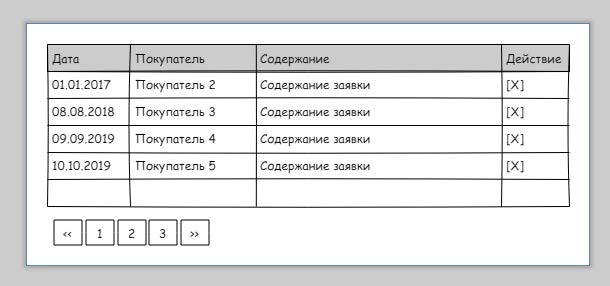 Дата Покупатель Содержание Действие
01.01.2017 Покупатель 2 Содержание заявки [X]
08.08.2018 Покупатель 3 Содержание заявки [X]
09.09.2019 Покупатель 4 Содержание заявки [X]
10.10.2019 Покупатель 5 Содержание заявки [X]
<< 1 2 3 >>